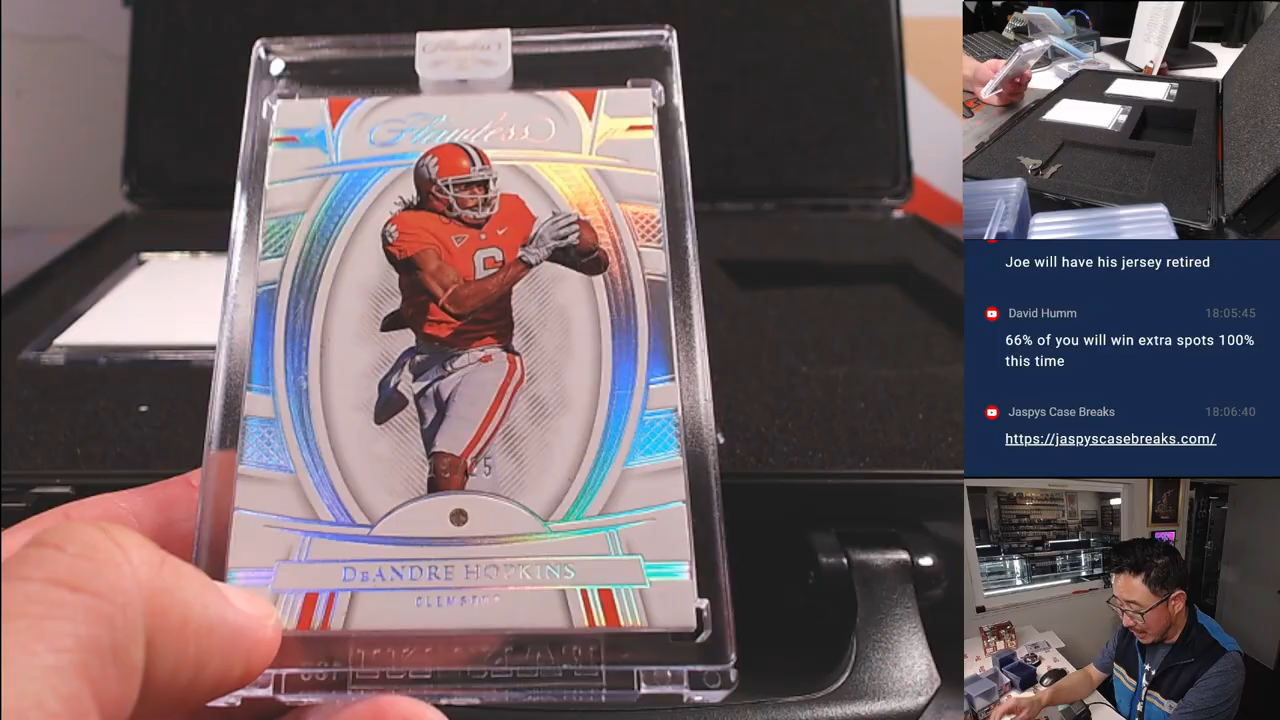 Flawless
6
DeANDRE HOPKINS
CLEMSON
Joe will have his jersey retired
David Humm 18:05:45
66% of you will win extra spots 100%
this time
Jaspys Case Breaks 18:06:40
https://jaspyscasebreaks.com/